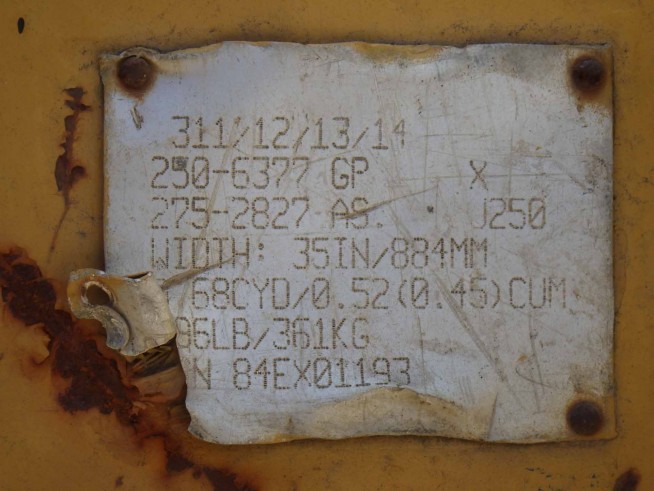 311/12/13/14
250-6377 GP X
275-2827 AS. J250
WIDTH: 35IN/884MM
68CYD/0.52(0.45)CUM
96LB/361KG
N 84EX01193